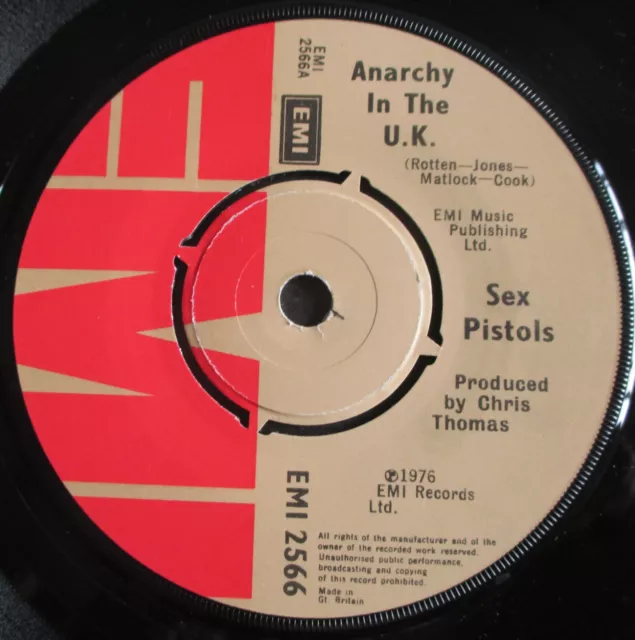 EMI
2566A
EMI
Anarchy
In The
U.K.
(Rotten—Jones—
Matlock—Cook)
EMI Music
Publishing
Ltd.
Sex
Pistols
Produced
by Chris
Thomas
℗1976
EMI Records
Ltd.
EMI 2566
All rights of the manufacturer and of the
owner of the recorded work reserved.
Unauthorised public performance,
broadcasting and copying
of this record prohibited.
Made in
Gt. Britain
EMI